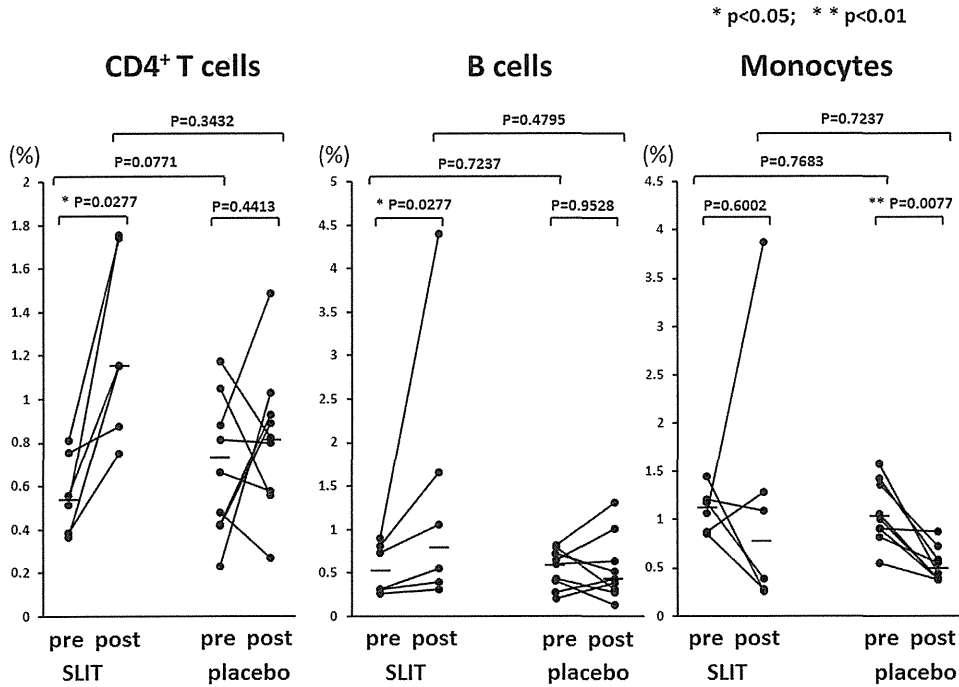 * p<0.05; * * p<0.01
CD4+ T cells
B cells
Monocytes
P=0.3432
P=0.4795
P=0.7237
(%)
P=0.0771
(%)
P=0.7237
(%)
P=0.7683
* P=0.0277
P=0.4413
* P=0.0277
P=0.9528
P=0.6002
** P=0.0077
2
1.8
1.6
1.4
1.2
1
0.8
0.6
0.4
0.2
0
5
4.5
4
3.5
3
2.5
2
1.5
1
0.5
0
4.5
4
3.5
3
2.5
2
1.5
1
0.5
0
pre post
pre post
pre post
pre post
pre post
pre post
SLIT
placebo
SLIT
placebo
SLIT
placebo